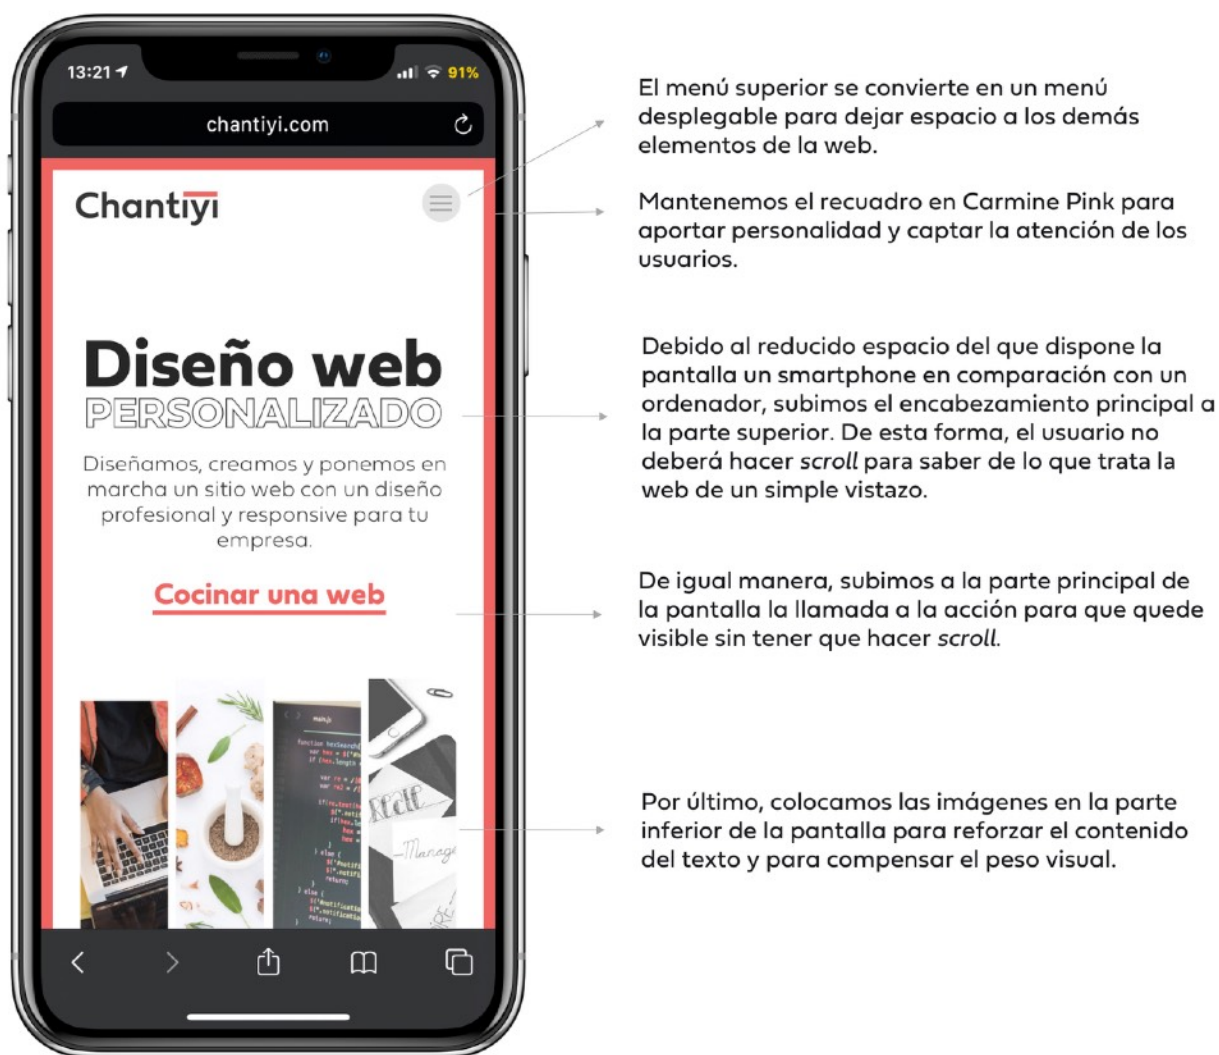 13:21
91%
chantiyi.com
Chantiyi
Diseño web
PERSONALIZADO
Diseñamos, creamos y ponemos en
marcha un sitio web con un diseño
profesional y responsive para tu
empresa.
Cocinar una web
main.js
El menú superior se convierte en un menú
desplegable para dejar espacio a los demás
elementos de la web.
Mantenemos el recuadro en Carmine Pink para
aportar personalidad y captar la atención de los
usuarios.
Debido al reducido espacio del que dispone la
pantalla un smartphone en comparación con un
ordenador, subimos el encabezamiento principal a
la parte superior. De esta forma, el usuario no
deberá hacer scroll para saber de lo que trata la
web de un simple vistazo.
De igual manera, subimos a la parte principal de
la pantalla la llamada a la acción para que quede
visible sin tener que hacer scroll.
Por último, colocamos las imágenes en la parte
inferior de la pantalla para reforzar el contenido
del texto y para compensar el peso visual.